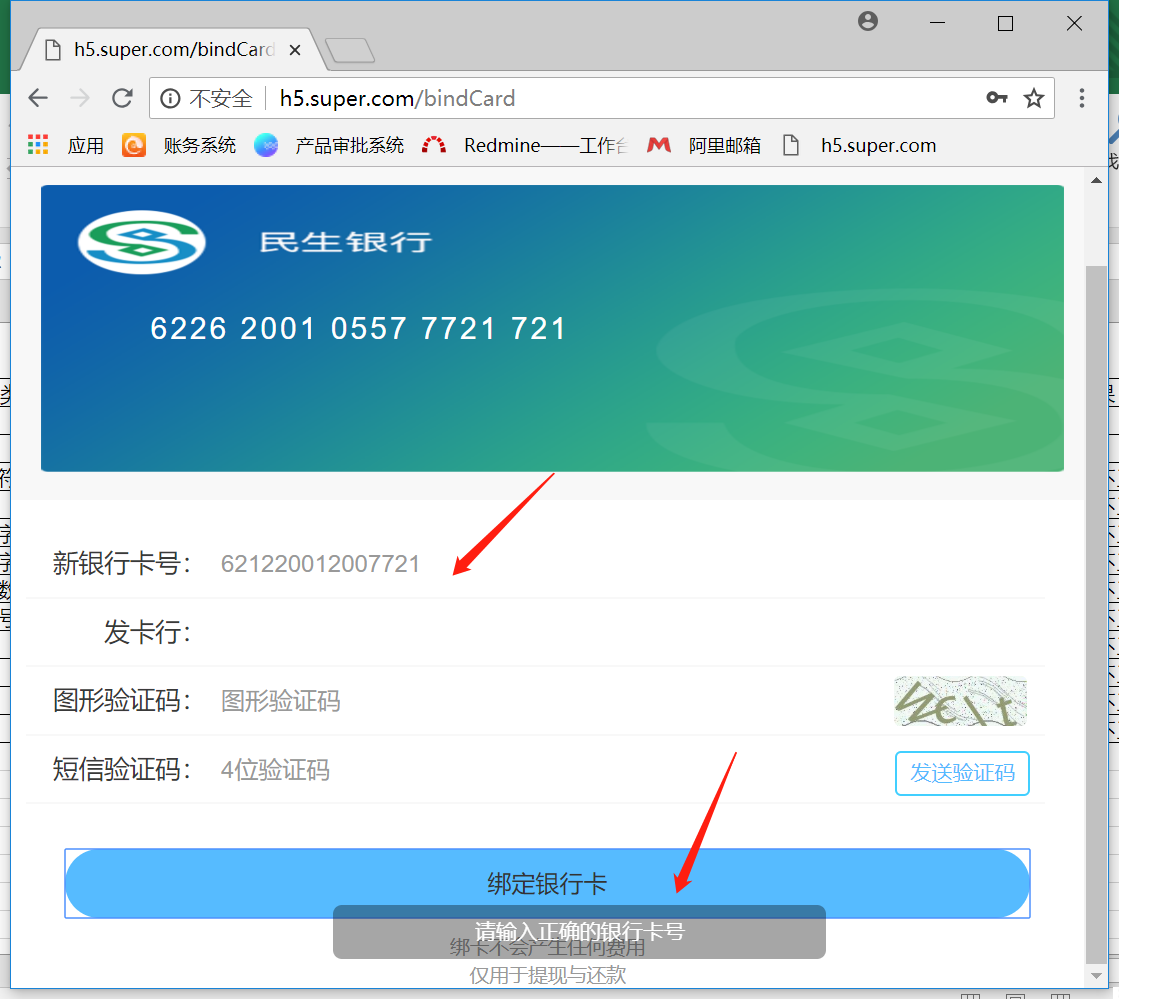 h5.super.com/bindCard
不安全 h5.super.com/bindCard
应用 账务系统 产品审批系统 Redmine——工作台 阿里邮箱 h5.super.com
民生银行
6226 2001 0557 7721 721
新银行卡号： 621220012007721
发卡行：
图形验证码： 图形验证码
短信验证码： 4位验证码 发送验证码
绑定银行卡
请输入正确的银行卡号
绑卡不会产生任何费用
仅用于提现与还款